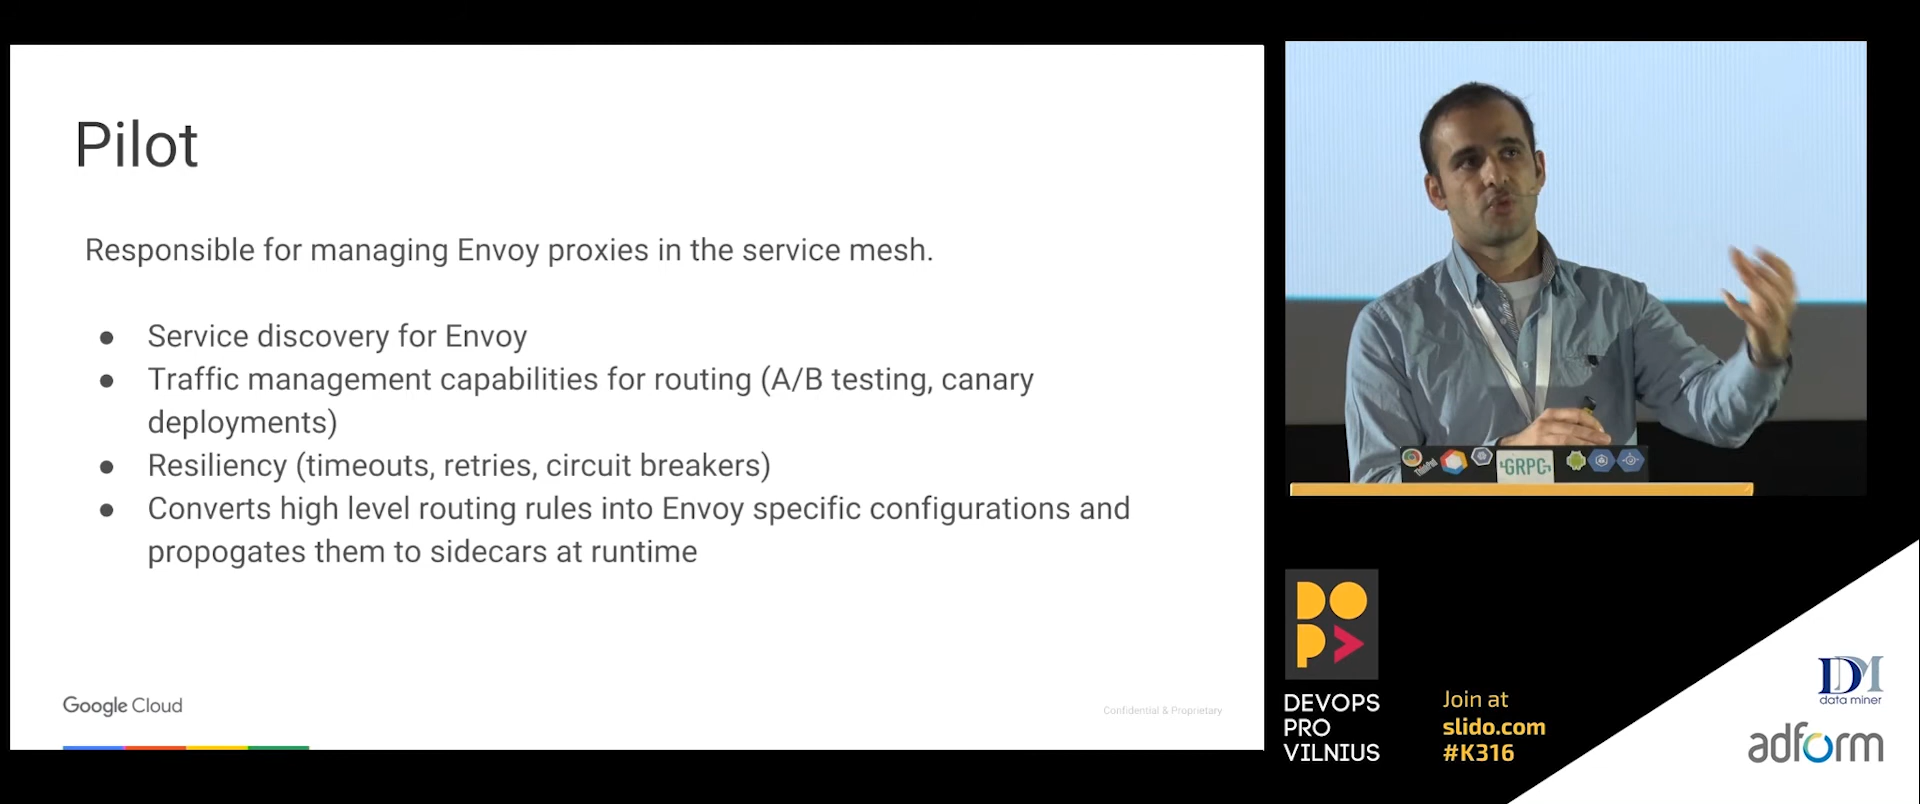 Pilot
Responsible for managing Envoy proxies in the service mesh.
● Service discovery for Envoy
● Traffic management capabilities for routing (A/B testing, canary
deployments)
● Resiliency (timeouts, retries, circuit breakers)
● Converts high level routing rules into Envoy specific configurations and
propogates them to sidecars at runtime
Google Cloud
Confidential & Proprietary
ThinkPad
GRPC
DOP>
DEVOPS
PRO
VILNIUS
Join at
slido.com
#K316
DM
data miner
adform